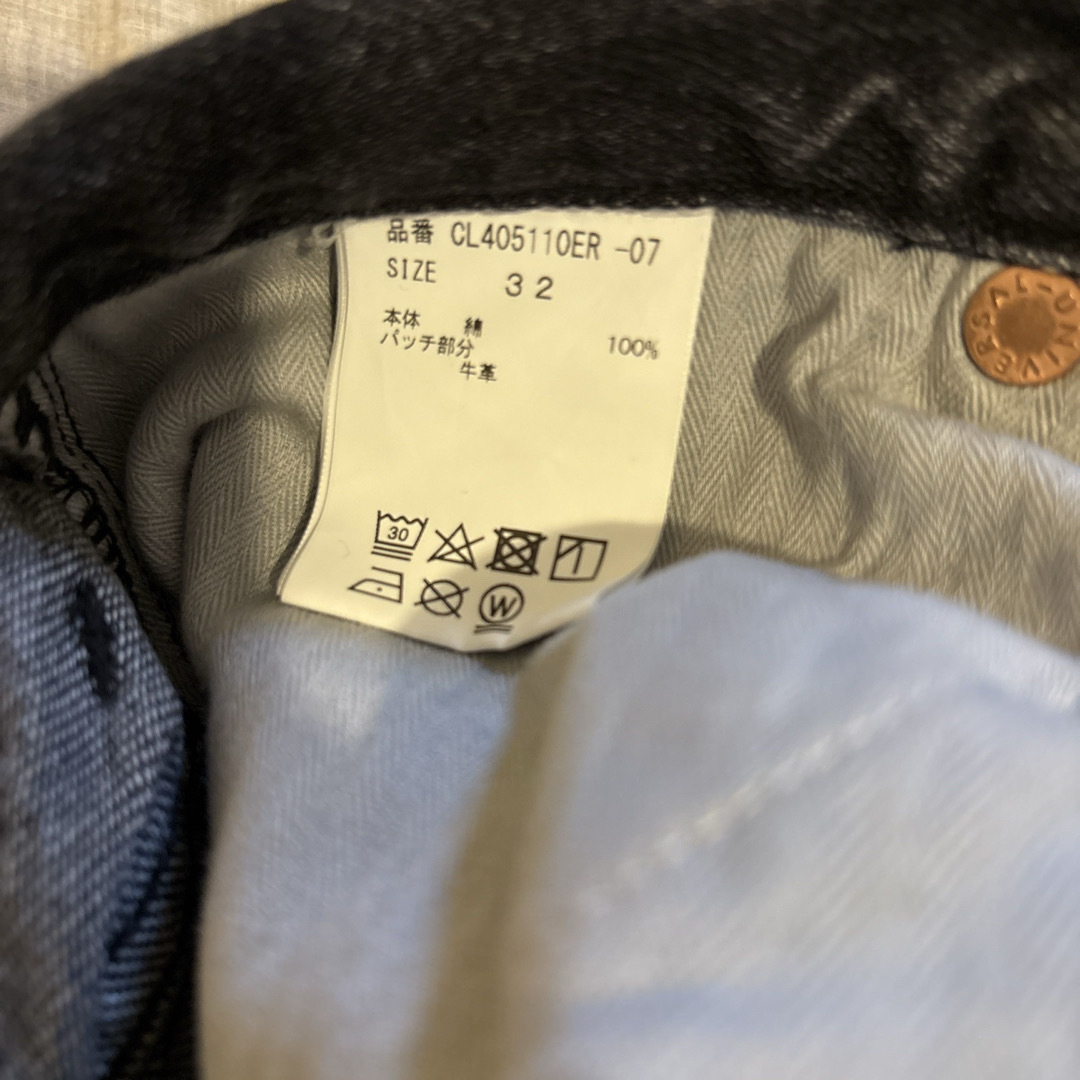 品番 CL405110ER -07
SIZE 32
本体 綿 100%
パッチ部分
牛革
30
W
UNIVERSAL